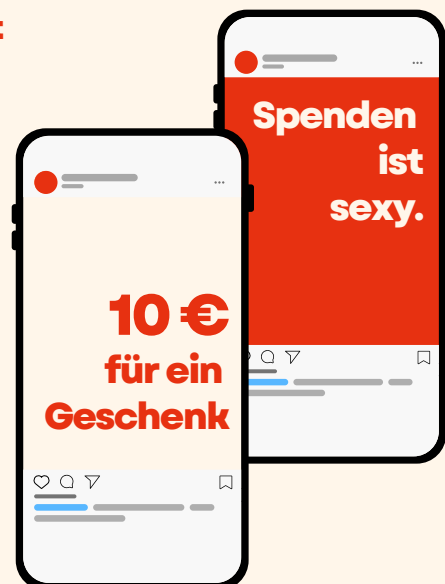 Spenden
ist
sexy.
10 €
für ein
Geschenk